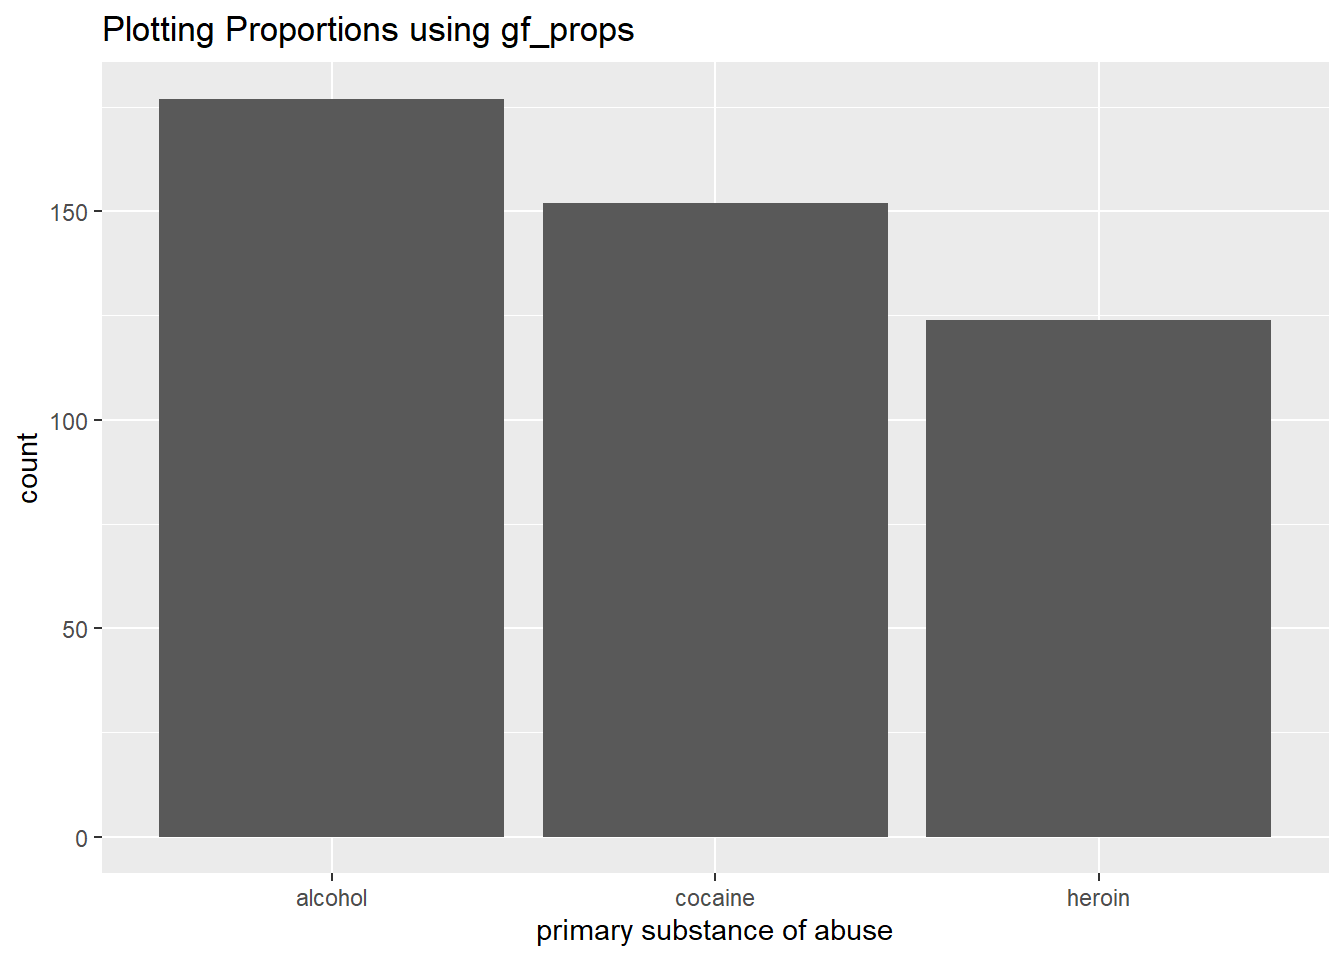 Plotting Proportions using gf_props
150
100
50
0
count
alcohol cocaine heroin
primary substance of abuse